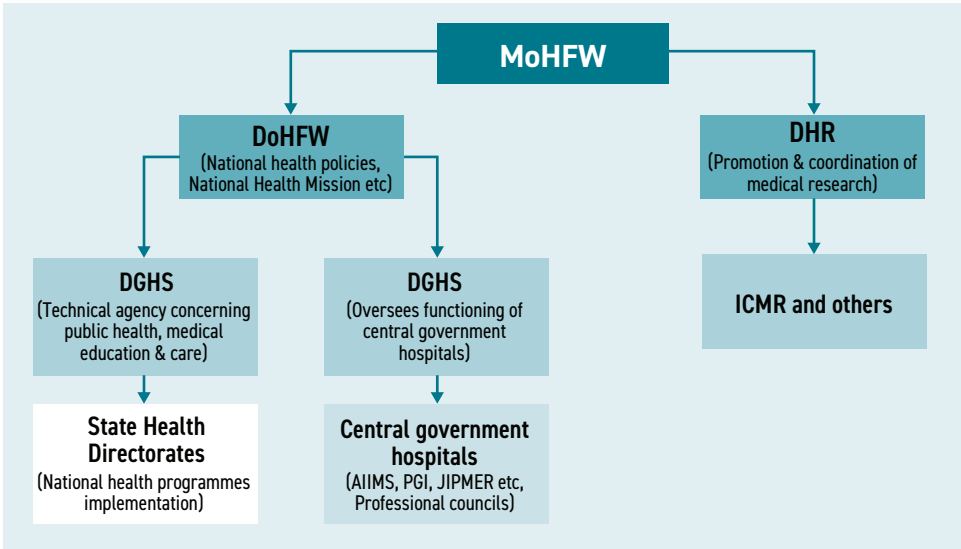 MoHFW
DoHFW
(National health policies,
National Health Mission etc)
DHR
(Promotion & coordination of
medical research)
DGHS
(Technical agency concerning
public health, medical
education & care)
DGHS
(Oversees functioning of
central government
hospitals)
ICMR and others
State Health
Directorates
(National health programmes
implementation)
Central government
hospitals
(AIIMS, PGI, JIPMER etc,
Professional councils)